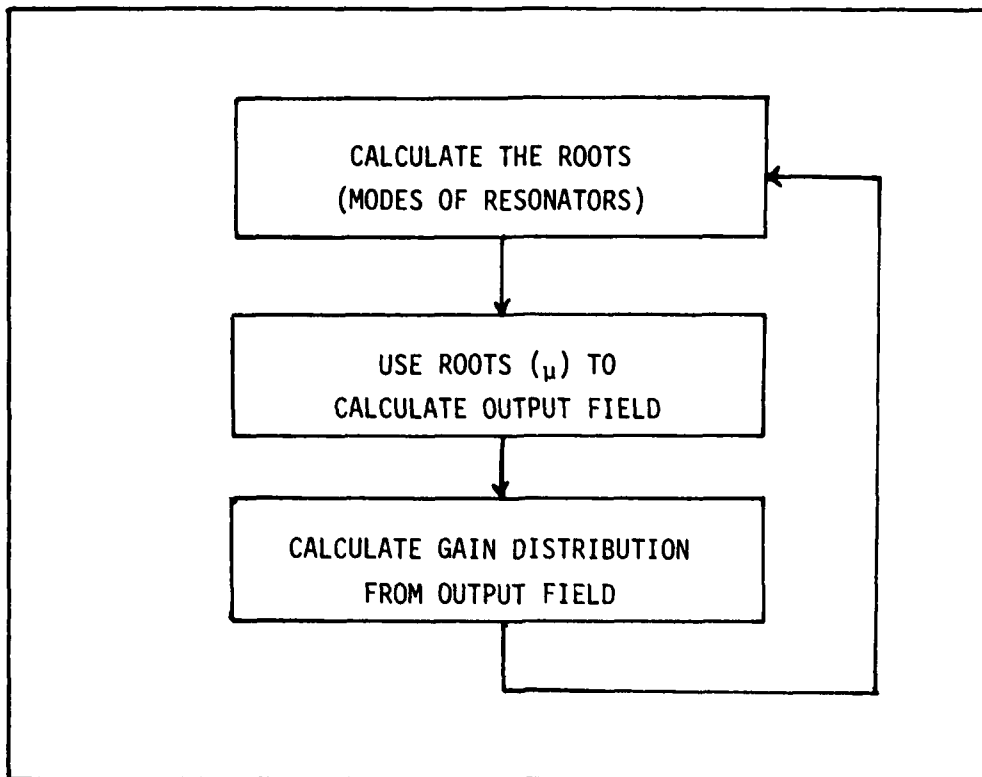 CALCULATE THE ROOTS
(MODES OF RESONATORS)
USE ROOTS (μ) TO
CALCULATE OUTPUT FIELD
CALCULATE GAIN DISTRIBUTION
FROM OUTPUT FIELD